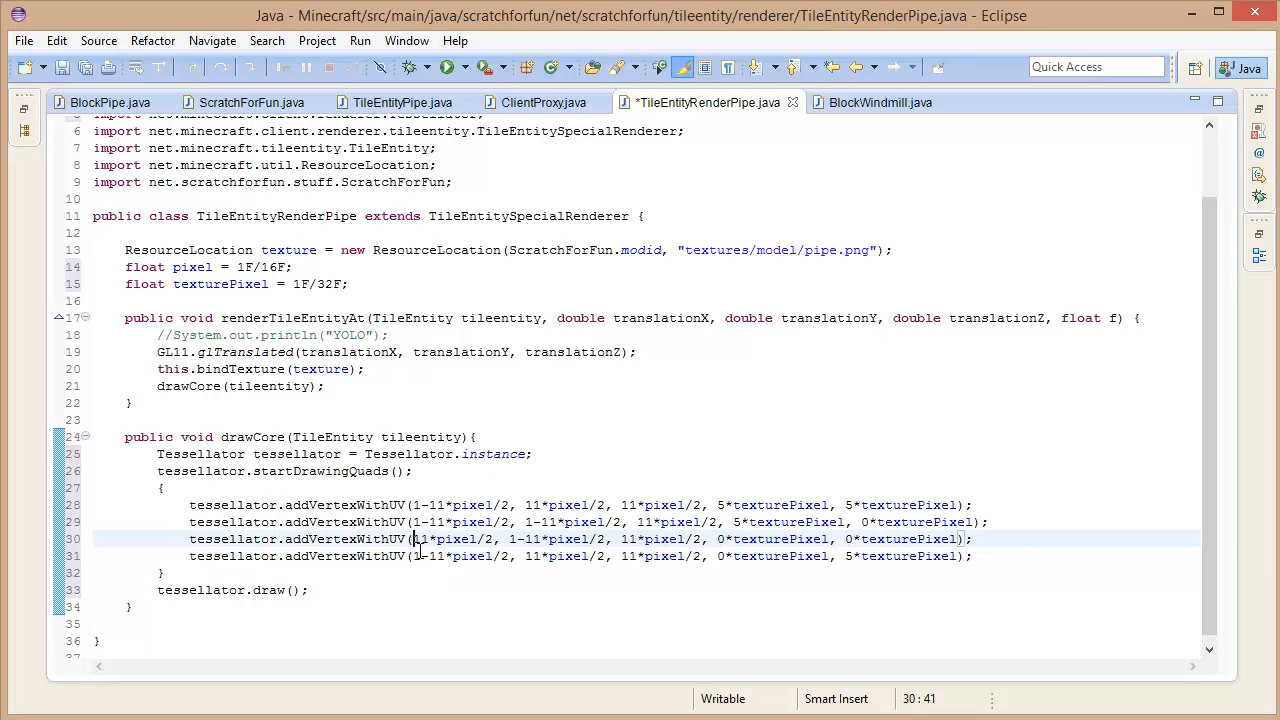 Java - Minecraft/src/main/java/scratchforfun/net/scratchforfun/tileentity/renderer/TileEntityRenderPipe.java - Eclipse
File Edit Source Refactor Navigate Search Project Run Window Help
Quick Access Java
BlockPipe.java ScratchForFun.java TileEntityPipe.java ClientProxy.java *TileEntityRenderPipe.java BlockWindmill.java
6 import net.minecraft.client.renderer.tileentity.TileEntitySpecialRenderer;
7 import net.minecraft.tileentity.TileEntity;
8 import net.minecraft.util.ResourceLocation;
9 import net.scratchforfun.stuff.ScratchForFun;
10
11 public class TileEntityRenderPipe extends TileEntitySpecialRenderer {
12
13 ResourceLocation texture = new ResourceLocation(ScratchForFun.modid, "textures/model/pipe.png");
14 float pixel = 1F/16F;
15 float texturePixel = 1F/32F;
16
17 public void renderTileEntityAt(TileEntity tileentity, double translationX, double translationY, double translationZ, float f) {
18 //System.out.println("YOLO");
19 GL11.glTranslated(translationX, translationY, translationZ);
20 this.bindTexture(texture);
21 drawCore(tileentity);
22 }
23
24 public void drawCore(TileEntity tileentity){
25 Tessellator tessellator = Tessellator.instance;
26 tessellator.startDrawingQuads();
27 {
28 tessellator.addVertexWithUV(1-11*pixel/2, 11*pixel/2, 11*pixel/2, 5*texturePixel, 5*texturePixel);
29 tessellator.addVertexWithUV(1-11*pixel/2, 1-11*pixel/2, 11*pixel/2, 5*texturePixel, 0*texturePixel);
30 tessellator.addVertexWithUV(11*pixel/2, 1-11*pixel/2, 11*pixel/2, 0*texturePixel, 0*texturePixel);
31 tessellator.addVertexWithUV(1-11*pixel/2, 11*pixel/2, 11*pixel/2, 0*texturePixel, 5*texturePixel);
32 }
33 tessellator.draw();
34 }
35
36 }
Writable Smart Insert 30 : 41